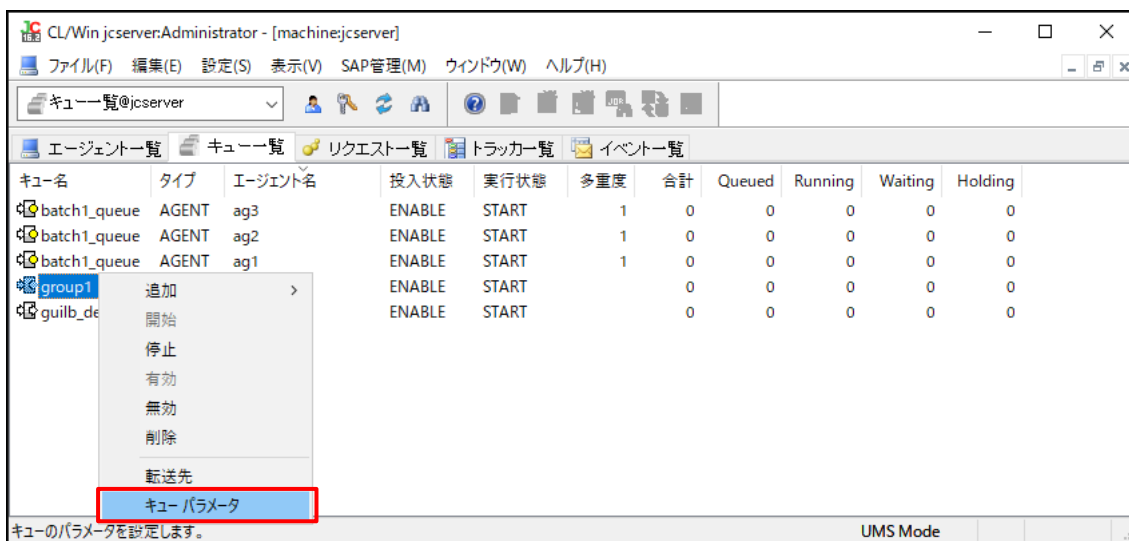 CL/Win jcserver:Administrator - [machine:jcserver]
ファイル(F) 編集(E) 設定(S) 表示(V) SAP管理(M) ウィンドウ(W) ヘルプ(H)
キュー一覧@jcserver
エージェント一覧 キュー一覧 リクエスト一覧 トラッカ一覧 イベント一覧
キュー名 タイプ エージェント名 投入状態 実行状態 多重度 合計 Queued Running Waiting Holding
batch1_queue AGENT ag3 ENABLE START 1 0 0 0 0 0
batch1_queue AGENT ag2 ENABLE START 1 0 0 0 0 0
batch1_queue AGENT ag1 ENABLE START 1 0 0 0 0 0
group1 ENABLE START 0 0 0 0 0
guilb_de ENABLE START 0 0 0 0 0
追加
開始
停止
有効
無効
削除
転送先
キュー パラメータ
キューのパラメータを設定します。 UMS Mode